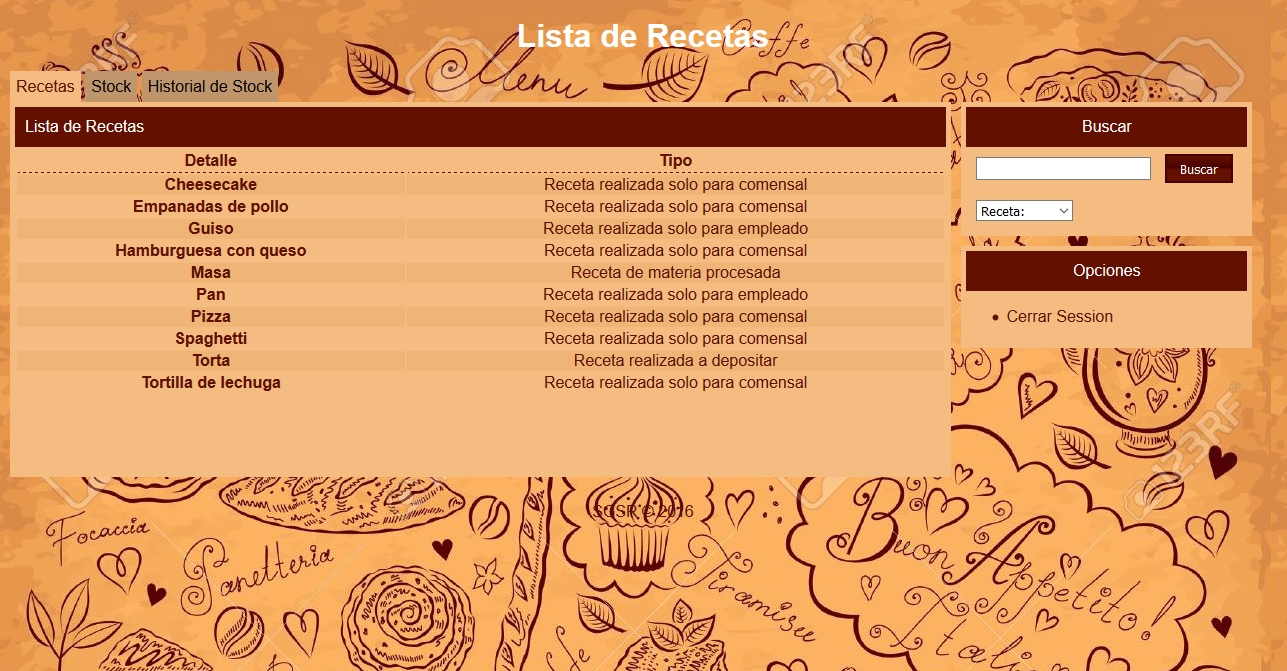 Lista de Recetas
Caffe
Menu
Recetas Stock Historial de Stock
Lista de Recetas
Detalle Tipo
Cheesecake Receta realizada solo para comensal
Empanadas de pollo Receta realizada solo para comensal
Guiso Receta realizada solo para empleado
Hamburguesa con queso Receta realizada solo para comensal
Masa Receta de materia procesada
Pan Receta realizada solo para empleado
Pizza Receta realizada solo para comensal
Spaghetti Receta realizada solo para comensal
Torta Receta realizada a depositar
Tortilla de lechuga Receta realizada solo para comensal
Buscar
Buscar
Receta:
Opciones
Cerrar Session
123RF
Focaccia
Panetteria
Tiramisu
Buon Appetito!